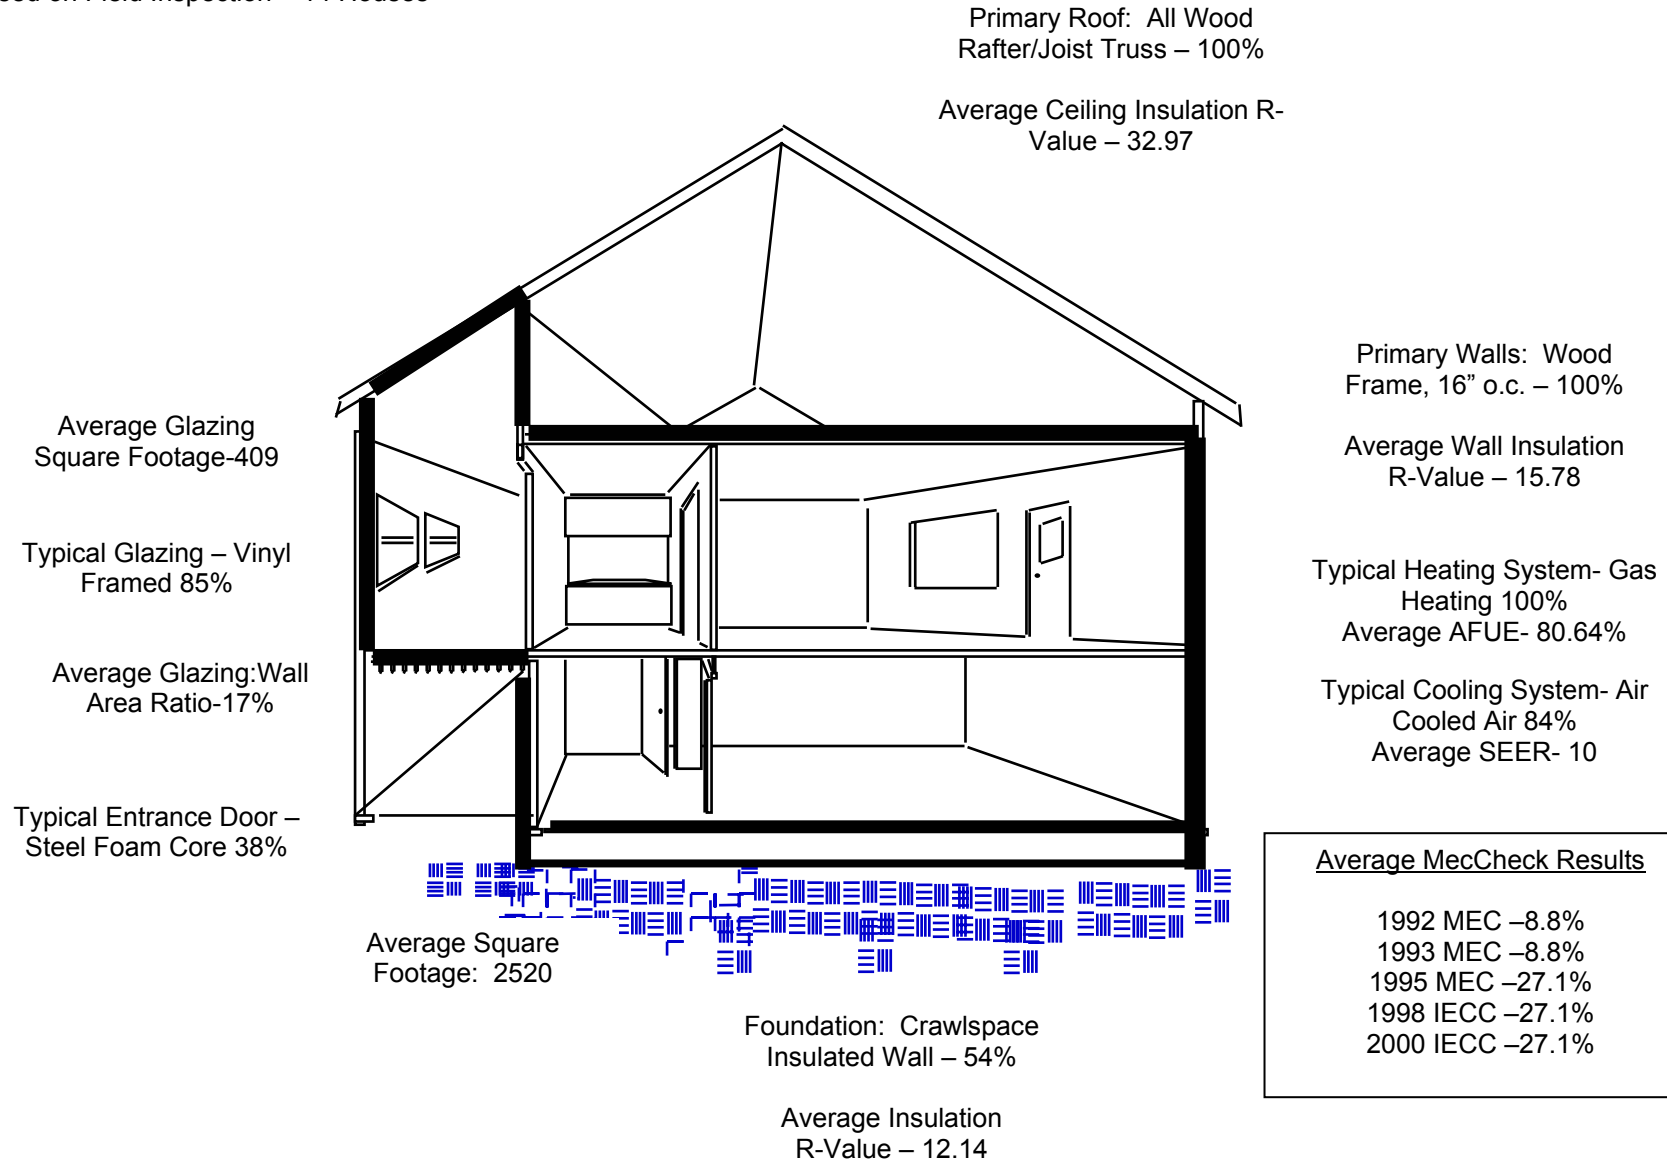 Primary Roof: All Wood
Rafter/Joist Truss – 100%
Average Ceiling Insulation R-
Value – 32.97
Average Glazing
Square Footage-409
Typical Glazing – Vinyl
Framed 85%
Average Glazing:Wall
Area Ratio-17%
Typical Entrance Door –
Steel Foam Core 38%
Primary Walls: Wood
Frame, 16” o.c. – 100%
Average Wall Insulation
R-Value – 15.78
Typical Heating System- Gas
Heating 100%
Average AFUE- 80.64%
Typical Cooling System- Air
Cooled Air 84%
Average SEER- 10
Average Square
Footage: 2520
Foundation: Crawlspace
Insulated Wall – 54%
Average Insulation
R-Value – 12.14
Average MecCheck Results
1992 MEC –8.8%
1993 MEC –8.8%
1995 MEC –27.1%
1998 IECC –27.1%
2000 IECC –27.1%